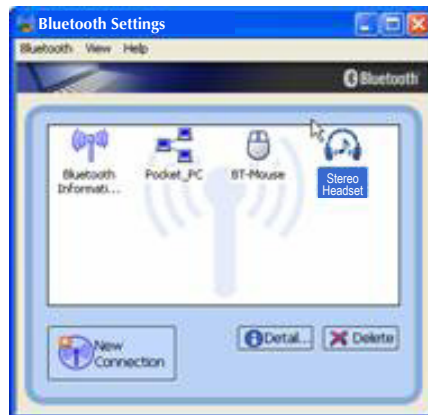 Bluetooth Settings
Bluetooth View Help
Bluetooth
Bluetooth Informati...
Pocket_PC
BT-Mouse
Stereo Headset
New Connection
Detail...
Delete